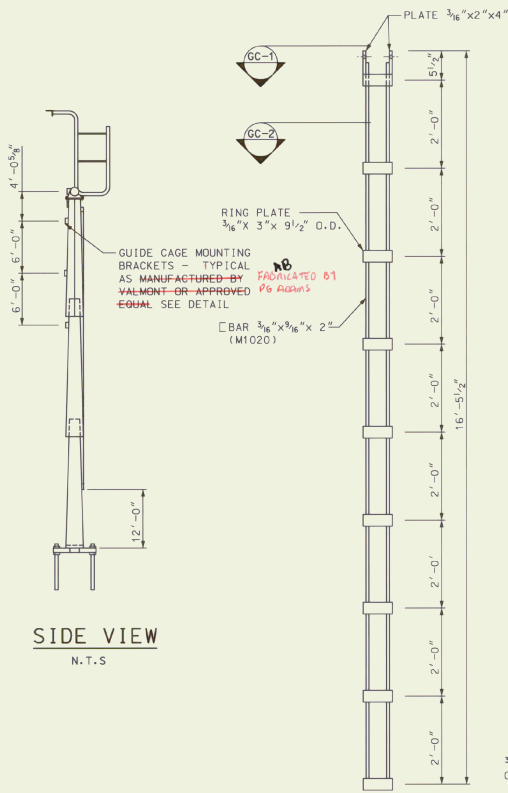 PLATE 3/16"x2"x4"
GC-1
5 1/2"
2'-0"
GC-2
2'-0"
4'-0 5/8"
RING PLATE
3/16"X 3"x 9 1/2" O.D.
6'-0"
2'-0"
GUIDE CAGE MOUNTING
BRACKETS - TYPICAL
AS MANUFACTURED BY
VALMONT OR APPROVED
EQUAL SEE DETAIL
AB
FABRICATED BY
PG ADAMS
6'-0"
[BAR 3/16"x9/16"x 2"
(M1020)
2'-0"
16'-5 1/2"
2'-0"
12'-0"
2'-0'
2'-0"
2'-0"
SIDE VIEW
N.T.S